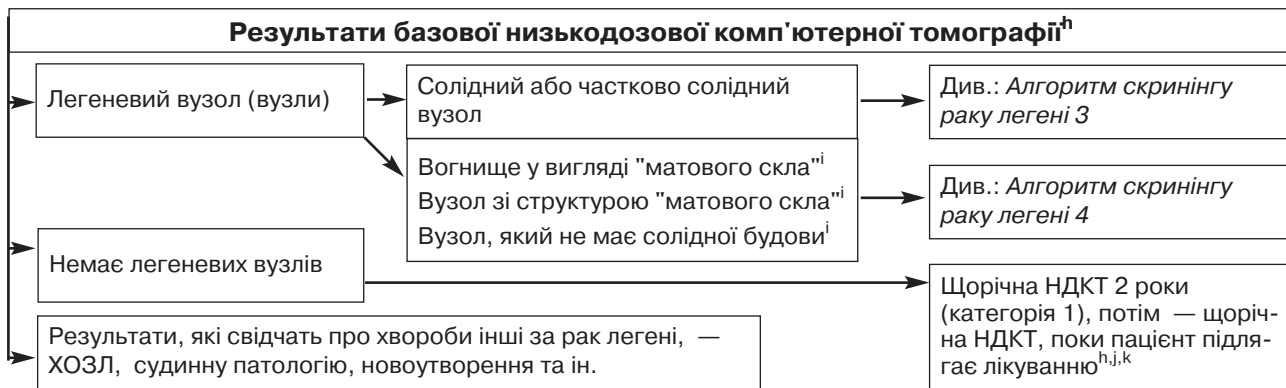 Результати базової низькодозової комп'ютерної томографії^h
Легеневий вузол (вузли)
Солідний або частково солідний
вузол
Див.: Алгоритм скринінгу
раку легені 3
Вогнище у вигляді "матового скла"^i
Вузол зі структурою "матового скла"^i
Вузол, який не має солідної будови^i
Див.: Алгоритм скринінгу
раку легені 4
Немає легеневих вузлів
Щорічна НДКТ 2 роки
(категорія 1), потім — щоріч-
на НДКТ, поки пацієнт підля-
гає лікуванню^h,j,k
Результати, які свідчать про хвороби інші за рак легені, —
ХОЗЛ, судинну патологію, новоутворення та ін.